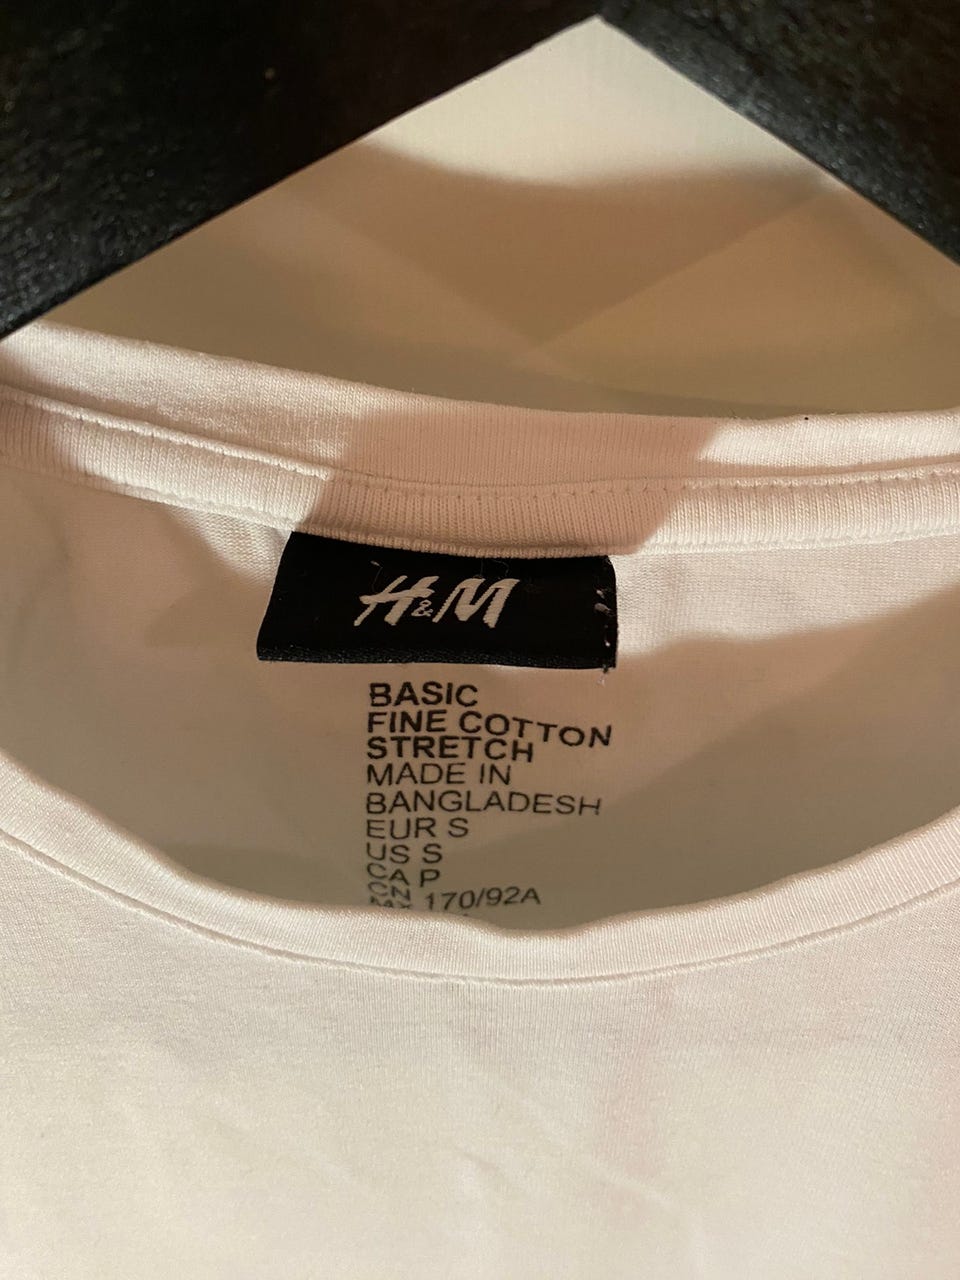 H&M
BASIC
FINE COTTON
STRETCH
MADE IN
BANGLADESH
EUR S
US S
CA P
CN 170/92A